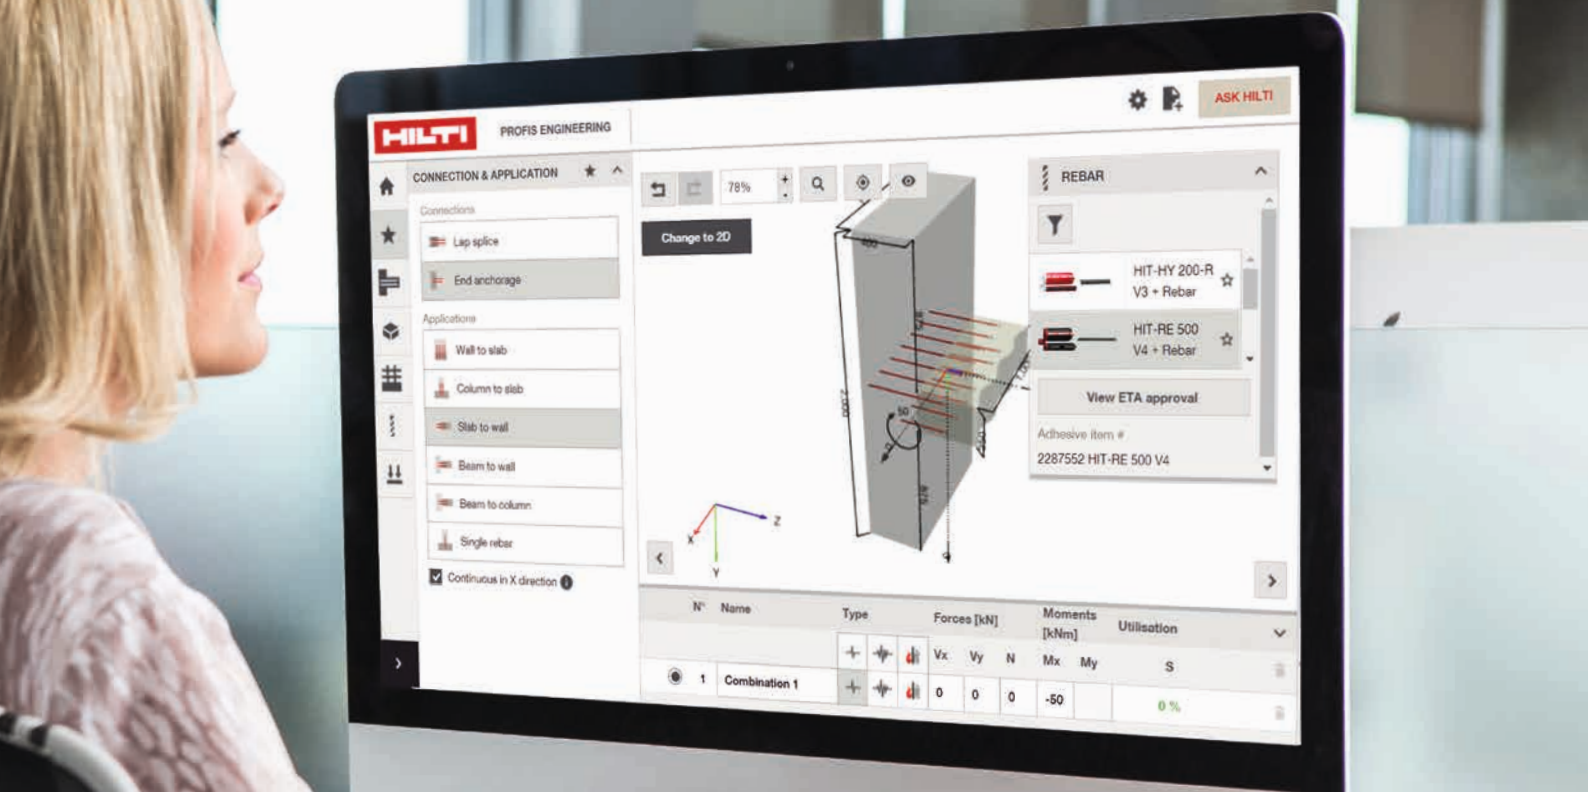 HILTI
PROFIS ENGINEERING
ASK HILTI
CONNECTION & APPLICATION
Connections
Lap splice
End anchorage
Applications
Wall to slab
Column to slab
Slab to wall
Beam to wall
Beam to column
Single rebar
Continuous in X direction
78%
+
-
Change to 2D
2.000
50
X
Y
Z
REBAR
HIT-HY 200-R
V3 + Rebar
HIT-RE 500
V4 + Rebar
View ETA approval
Adhesive item #
2287552 HIT-RE 500 V4
N° Name Type Forces [kN] Moments [kNm] Utilisation
Vx Vy N Mx My S
1 Combination 1 0 0 0 -50 0 %